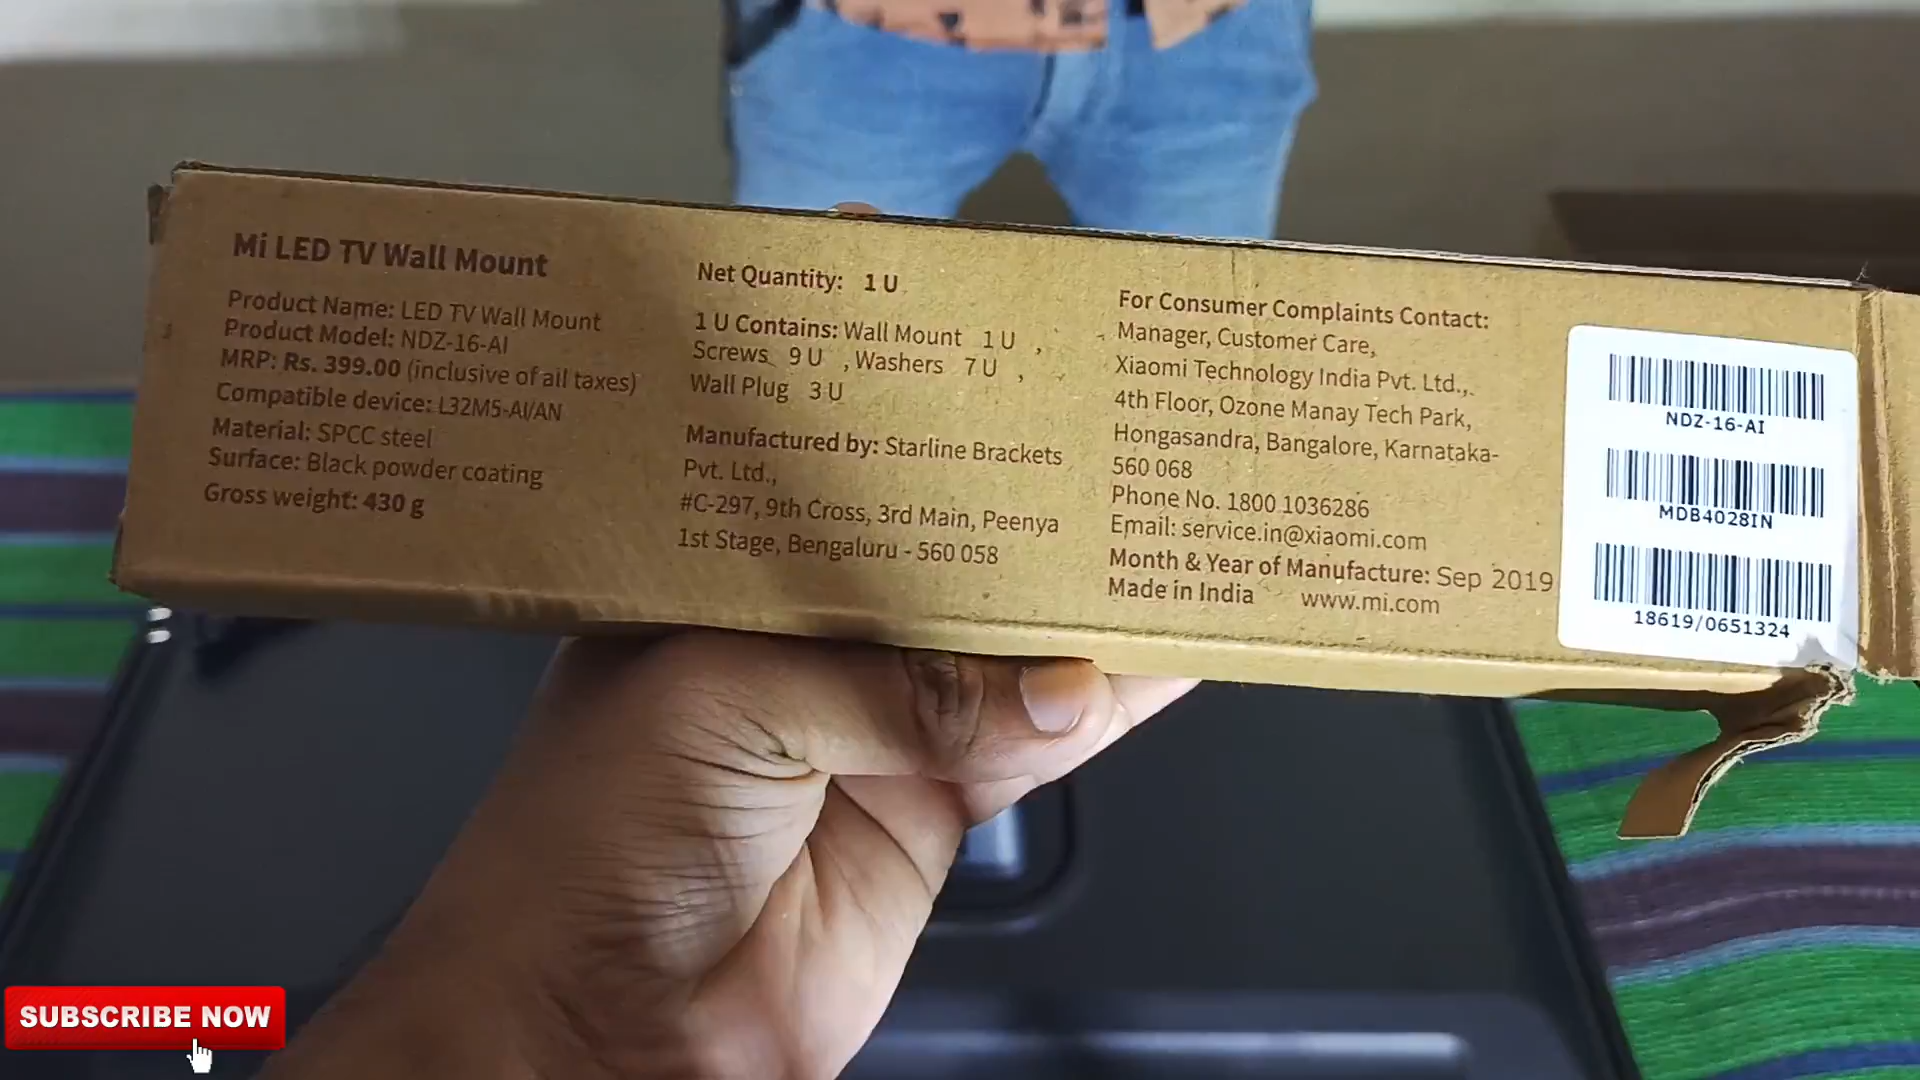 Mi LED TV Wall Mount
Product Name: LED TV Wall Mount
Product Model: NDZ-16-AI
MRP: Rs. 399.00 (inclusive of all taxes)
Compatible device: L32M5-AI/AN
Material: SPCC steel
Surface: Black powder coating
Gross weight: 430 g
Net Quantity: 1 U
1 U Contains: Wall Mount 1 U ,
Screws 9 U , Washers 7 U ,
Wall Plug 3 U
Manufactured by: Starline Brackets
Pvt. Ltd.,
#C-297, 9th Cross, 3rd Main, Peenya
1st Stage, Bengaluru - 560 058
For Consumer Complaints Contact:
Manager, Customer Care,
Xiaomi Technology India Pvt. Ltd.,
4th Floor, Ozone Manay Tech Park,
Hongasandra, Bangalore, Karnataka-
560 068
Phone No. 1800 1036286
Email: service.in@xiaomi.com
Month & Year of Manufacture: Sep 2019
Made in India www.mi.com
NDZ-16-AI
MDB4028IN
18619/0651324
SUBSCRIBE NOW